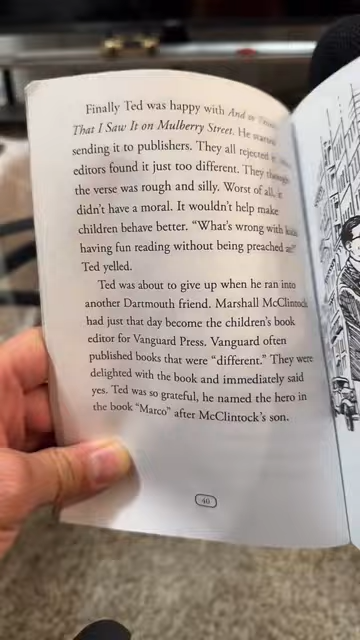 Finally Ted was happy with And to Think
That I Saw It on Mulberry Street. He started
sending it to publishers. They all rejected
editors found it just too different. They thought
the verse was rough and silly. Worst of all, it
didn't have a moral. It wouldn't help make
children behave better. "What's wrong with kids
having fun reading without being preached at?"
Ted yelled.
Ted was about to give up when he ran into
another Dartmouth friend. Marshall McClintock
had just that day become the children's book
editor for Vanguard Press. Vanguard often
published books that were "different." They were
delighted with the book and immediately said
yes. Ted was so grateful, he named the hero in
the book "Marco" after McClintock's son.
40